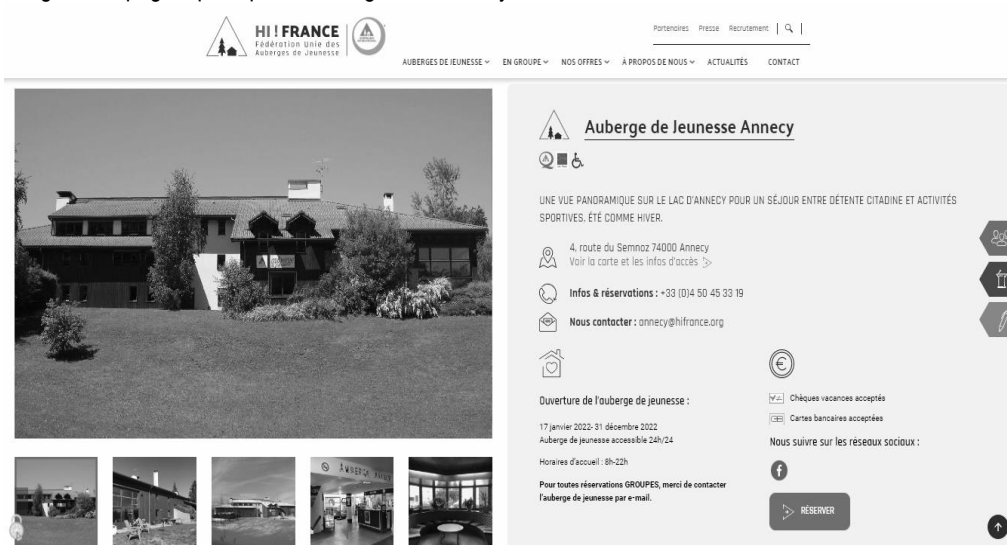 HI ! FRANCE
Fédération Unie des
Auberges de Jeunesse
Partenaires Presse Recrutement
AUBERGES DE JEUNESSE EN GROUPE NOS OFFRES À PROPOS DE NOUS ACTUALITÉS CONTACT
Auberge de Jeunesse Annecy
UNE VUE PANORAMIQUE SUR LE LAC D'ANNECY POUR UN SÉJOUR ENTRE DÉTENTE CITADINE ET ACTIVITÉS
SPORTIVES. ÉTÉ COMME HIVER.
4, route du Semnoz 74000 Annecy
Voir la carte et les infos d'accès
Infos & réservations : +33 (0)4 50 45 33 19
Nous contacter : annecy@hifrance.org
Ouverture de l'auberge de jeunesse :
17 janvier 2022- 31 décembre 2022
Auberge de jeunesse accessible 24h/24
Horaires d'accueil : 8h-22h
Pour toutes réservations GROUPES, merci de contacter
l'auberge de jeunesse par e-mail.
Chèques vacances acceptés
Cartes bancaires acceptées
Nous suivre sur les réseaux sociaux :
RÉSERVER